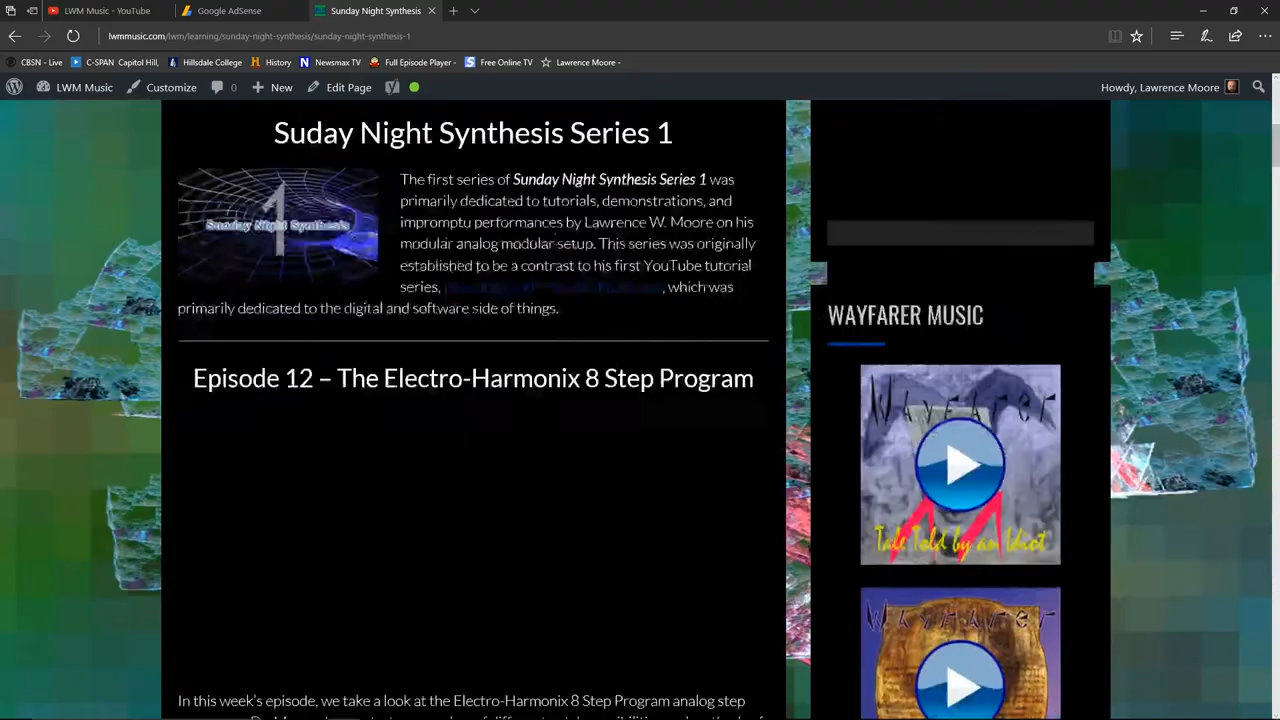 LWM Music - YouTube
Google AdSense
Sunday Night Synthesis
lwmmusic.com/lwm/learning/sunday-night-synthesis/sunday-night-synthesis-1
CBSN - Live
C-SPAN Capitol Hill,
Hillsdale College
History
Newsmax TV
Full Episode Player -
Free Online TV
Lawrence Moore -
LWM Music
Customize
0
New
Edit Page
Howdy, Lawrence Moore
Suday Night Synthesis Series 1
1
Sunday Night Synthesis
The first series of Sunday Night Synthesis Series 1 was
primarily dedicated to tutorials, demonstrations, and
impromptu performances by Lawrence W. Moore on his
modular analog modular setup. This series was originally
established to be a contrast to his first YouTube tutorial
series, , which was
primarily dedicated to the digital and software side of things.
Episode 12 – The Electro-Harmonix 8 Step Program
In this week's episode, we take a look at the Electro-Harmonix 8 Step Program analog step
WAYFARER MUSIC
Wayfarer
Tale Told by an Idiot
Wayfarer